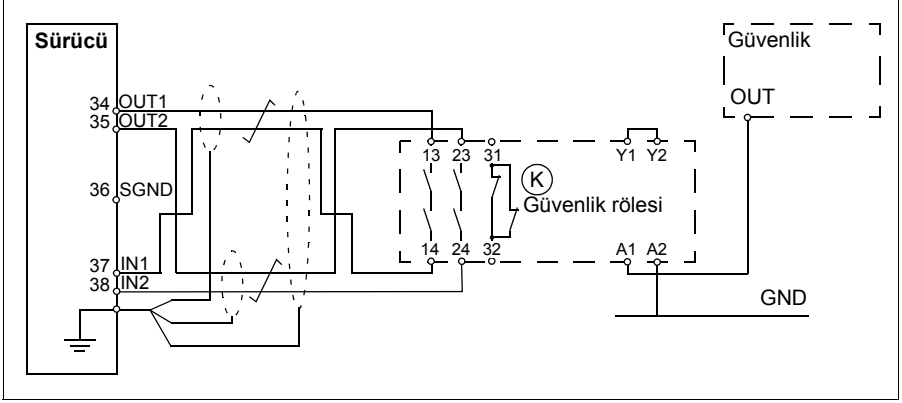 Sürücü
Güvenlik
OUT
34 OUT1
35 OUT2
13 23 31 Y1 Y2
K
36 SGND
Güvenlik rölesi
14 24 32 A1 A2
37 IN1
38 IN2
GND